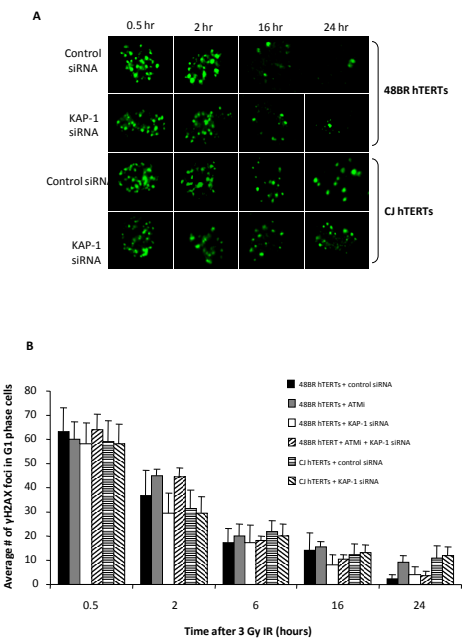 A
0.5 hr 2 hr 16 hr 24 hr
Control
siRNA
KAP-1
siRNA
48BR hTERTs
Control siRN
KAP-1
siRNA
CJ hTERTs
B
Average # of γH2AX foci in G1 phase cells
80
70
60
50
40
30
20
10
0
48BR hTERTs + control siRNA
48BR hTERTs + ATMi
48BR hTERTs + KAP-1 siRNA
48BR hTERT + ATMi + KAP-1 siRNA
CJ hTERTs + control siRNA
CJ hTERTs + KAP-1 siRNA
0.5 2 6 16 24
Time after 3 Gy IR (hours)